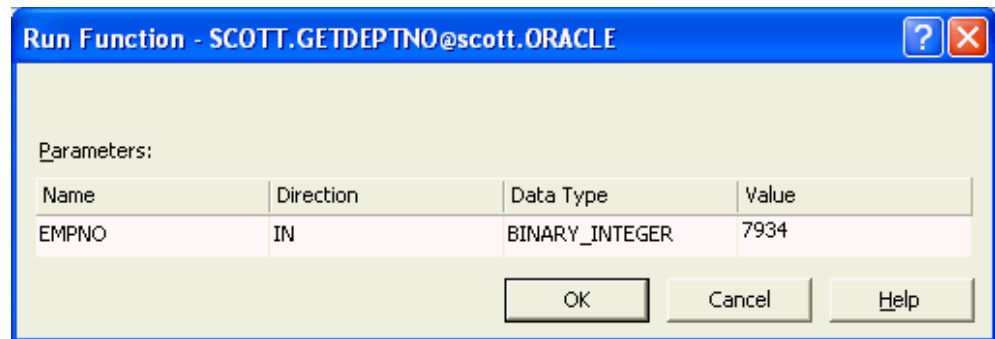 Run Function - SCOTT.GETDEPTNO@scott.ORACLE ?
Parameters:
Name Direction Data Type Value
EMPNO IN BINARY_INTEGER 7934
OK Cancel Help